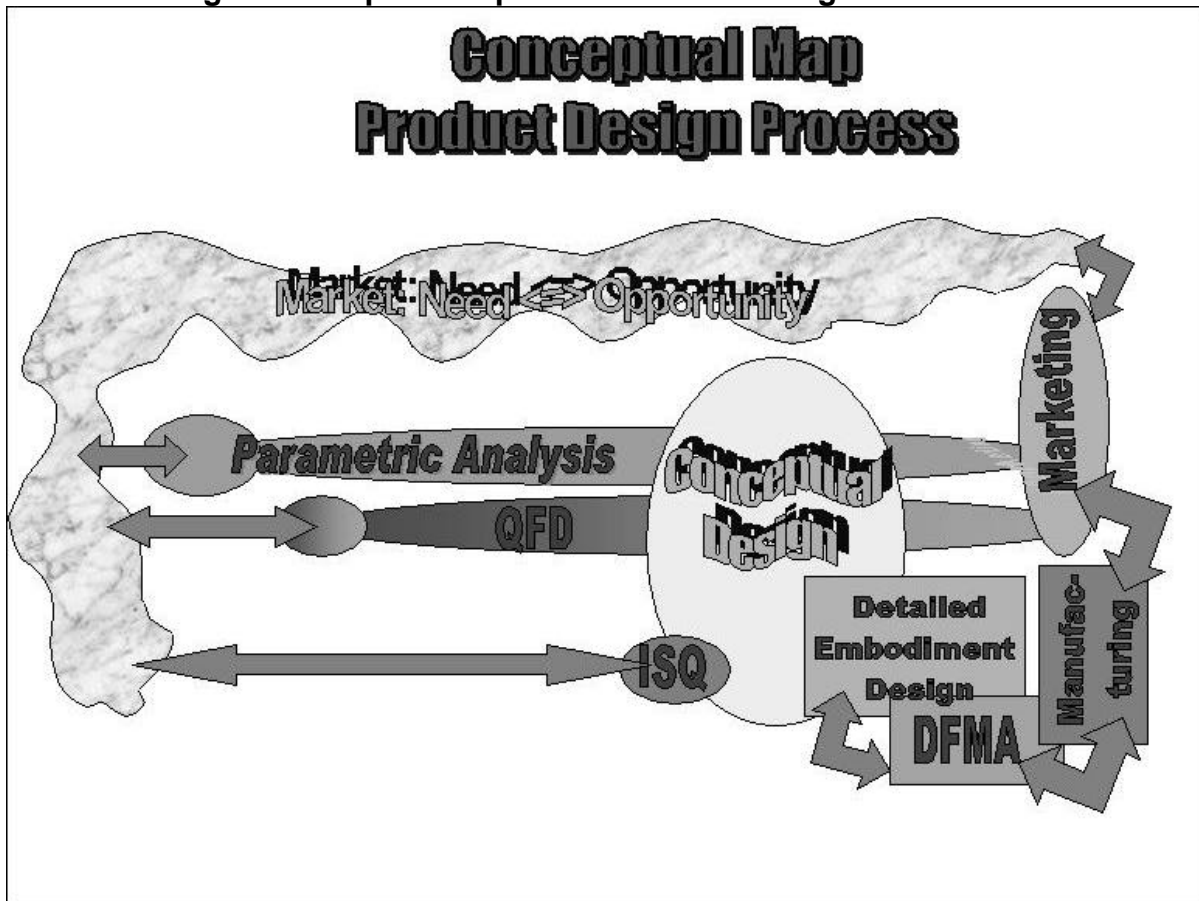 Conceptual Map
Product Design Process
Market: Need <=> Opportunity
Parametric Analysis
QFD
Conceptual
Design
ISQ
Marketing
Detailed
Embodiment
Design
DFMA
Manufac-
turing